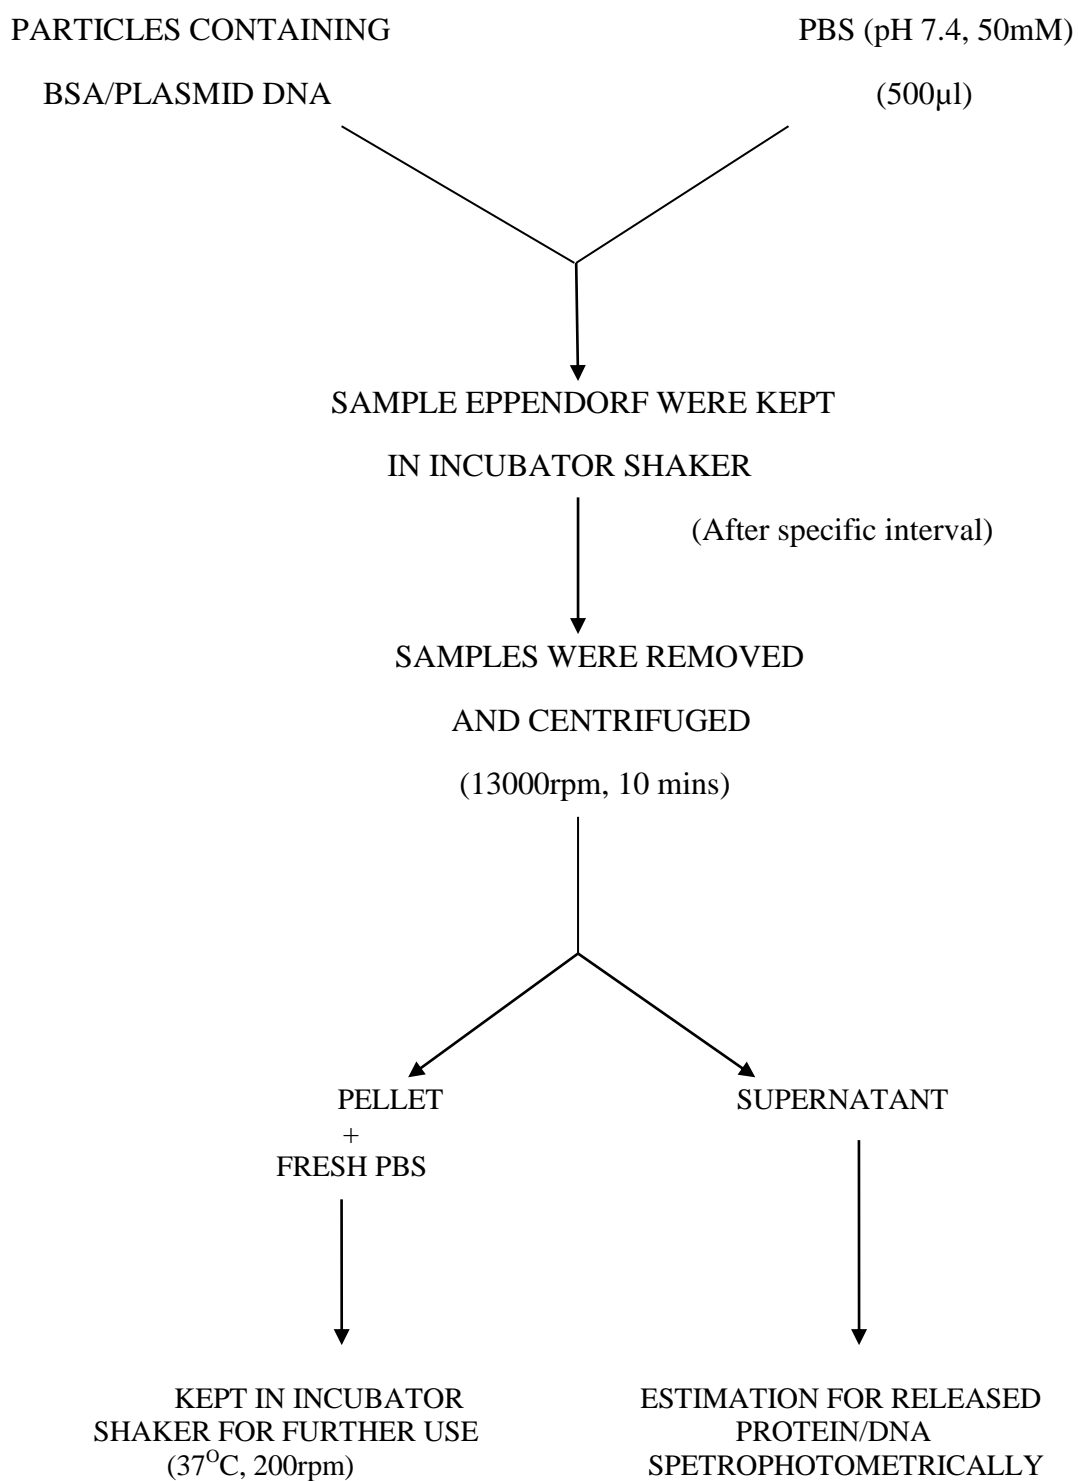 PARTICLES CONTAINING
BSA/PLASMID DNA
PBS (pH 7.4, 50mM)
(500µl)
SAMPLE EPPENDORF WERE KEPT
IN INCUBATOR SHAKER
(After specific interval)
SAMPLES WERE REMOVED
AND CENTRIFUGED
(13000rpm, 10 mins)
PELLET
+
FRESH PBS
SUPERNATANT
KEPT IN INCUBATOR
SHAKER FOR FURTHER USE
(37ᴼC, 200rpm)
ESTIMATION FOR RELEASED
PROTEIN/DNA
SPETROPHOTOMETRICALLY